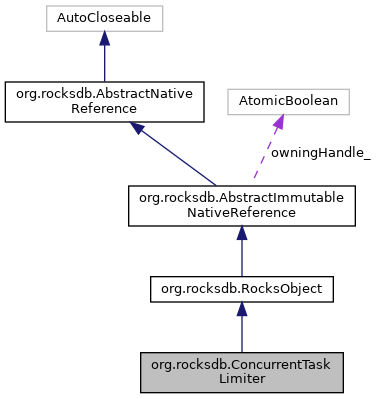 AutoCloseable
org.rocksdb.AbstractNative
Reference
AtomicBoolean
owningHandle_
org.rocksdb.AbstractImmutable
NativeReference
org.rocksdb.RocksObject
org.rocksdb.ConcurrentTask
Limiter